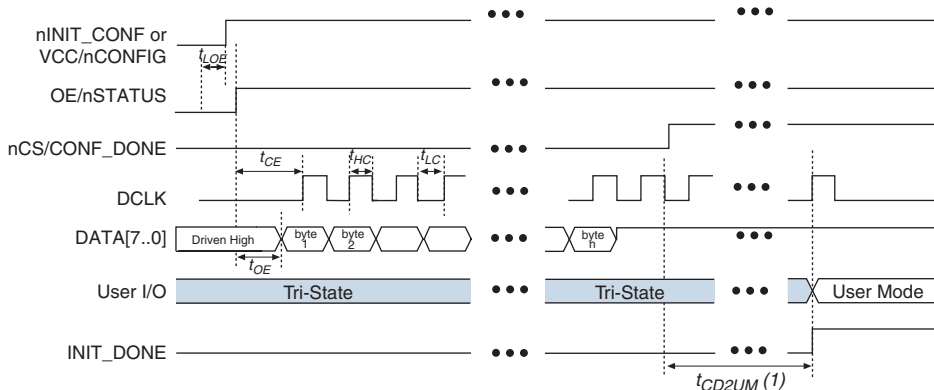 nINIT_CONF or
VCC/nCONFIG
tLOE
OE/nSTATUS
nCS/CONF_DONE
tCE
tHC
tLC
DCLK
DATA[7..0]
Driven High
byte 1
byte 2
byte n
tOE
User I/O
Tri-State
Tri-State
User Mode
INIT_DONE
tCD2UM (1)